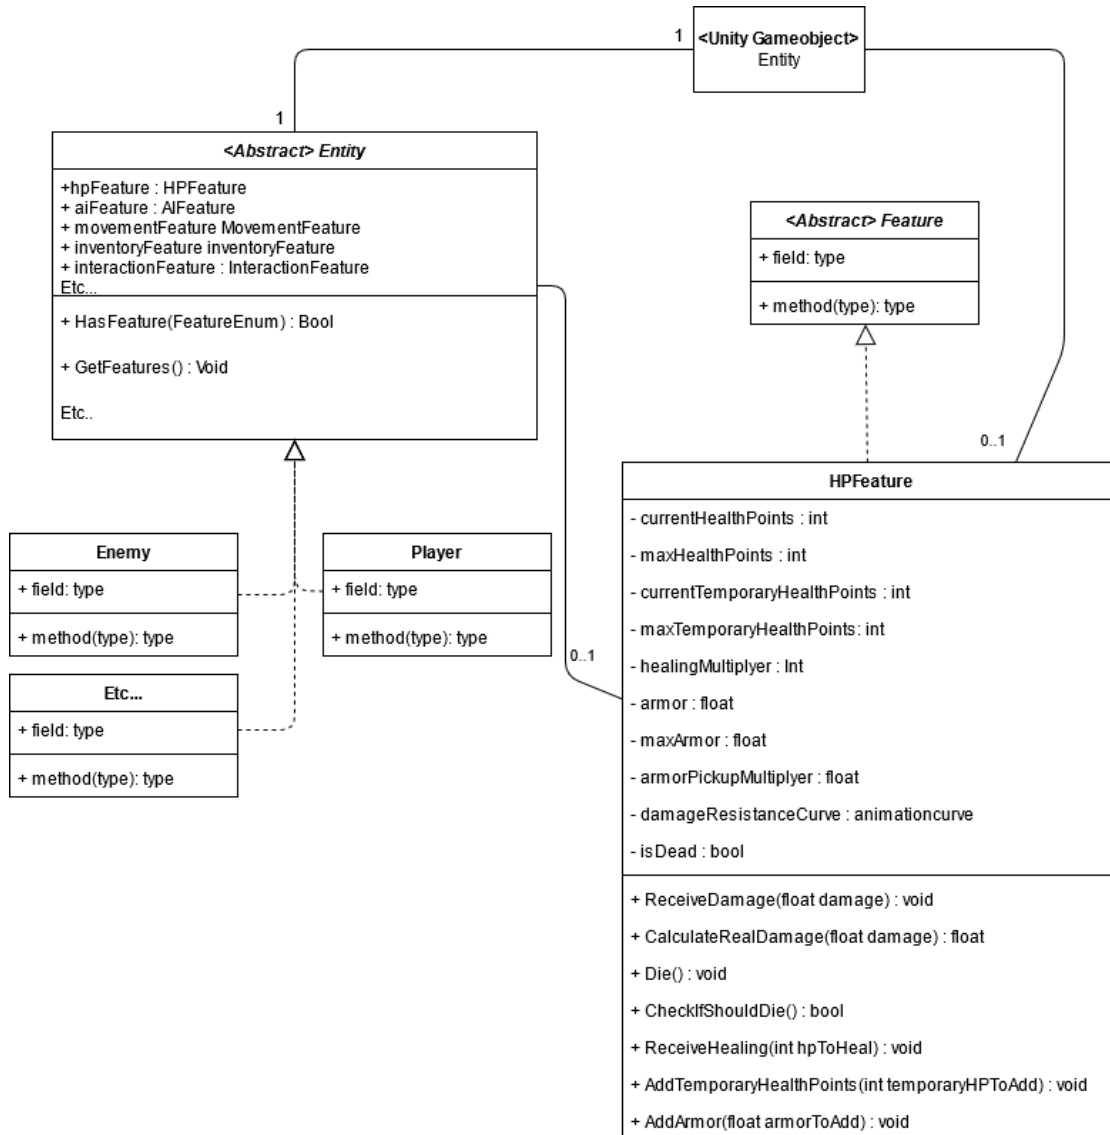 1
<Unity Gameobject>
Entity
1
<Abstract> Entity
+hpFeature : HPFeature
+ aiFeature : AIFeature
+ movementFeature MovementFeature
+ inventoryFeature inventoryFeature
+ interactionFeature : InteractionFeature
Etc...
+ HasFeature(FeatureEnum) : Bool
+ GetFeatures() : Void
Etc..
<Abstract> Feature
+ field: type
+ method(type): type
0..1
Enemy
+ field: type
+ method(type): type
Player
+ field: type
+ method(type): type
Etc...
+ field: type
+ method(type): type
0..1
HPFeature
- currentHealthPoints : int
- maxHealthPoints : int
- currentTemporaryHealthPoints : int
- maxTemporaryHealthPoints: int
- healingMultiplyer : Int
- armor : float
- maxArmor : float
- armorPickupMultiplyer : float
- damageResistanceCurve : animationcurve
- isDead : bool
+ ReceiveDamage(float damage) : void
+ CalculateRealDamage(float damage) : float
+ Die() : void
+ CheckIfShouldDie() : bool
+ ReceiveHealing(int hpToHeal) : void
+ AddTemporaryHealthPoints(int temporaryHPToAdd) : void
+ AddArmor(float armorToAdd) : void